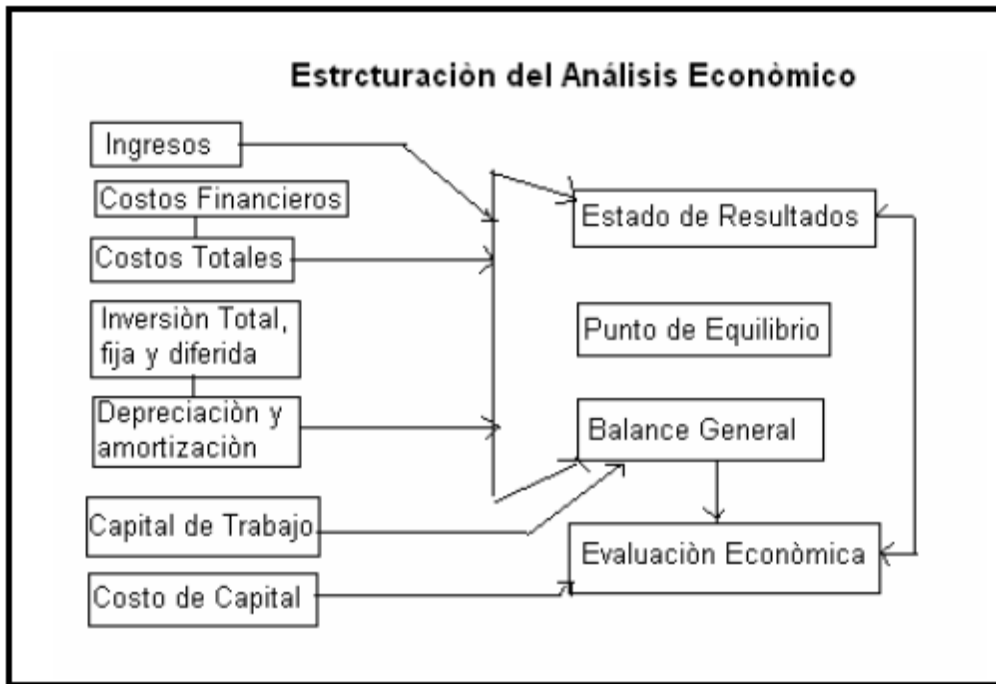 Estrcturaciòn del Análisis Econòmico
Ingresos
Costos Financieros
Costos Totales
Inversiòn Total,
fija y diferida
Depreciaciòn y
amortizaciòn
Capital de Trabajo
Costo de Capital
Estado de Resultados
Punto de Equilibrio
Balance General
Evaluaciòn Econòmica